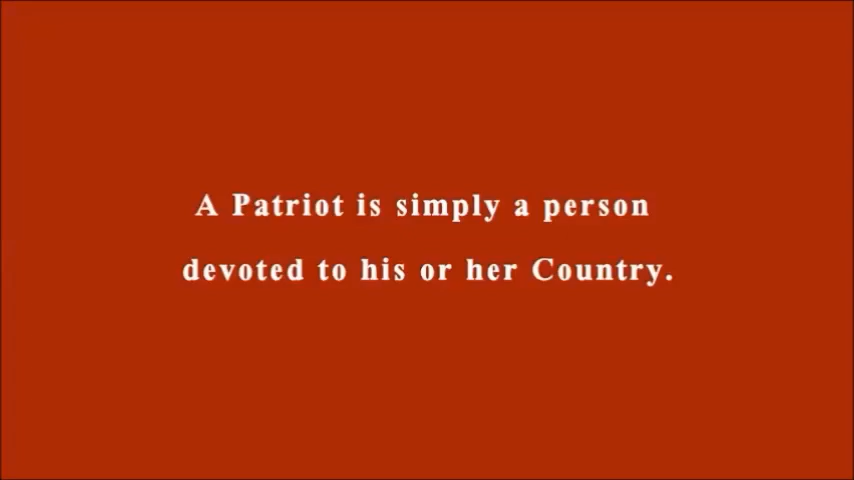 A Patriot is simply a person
devoted to his or her Country.